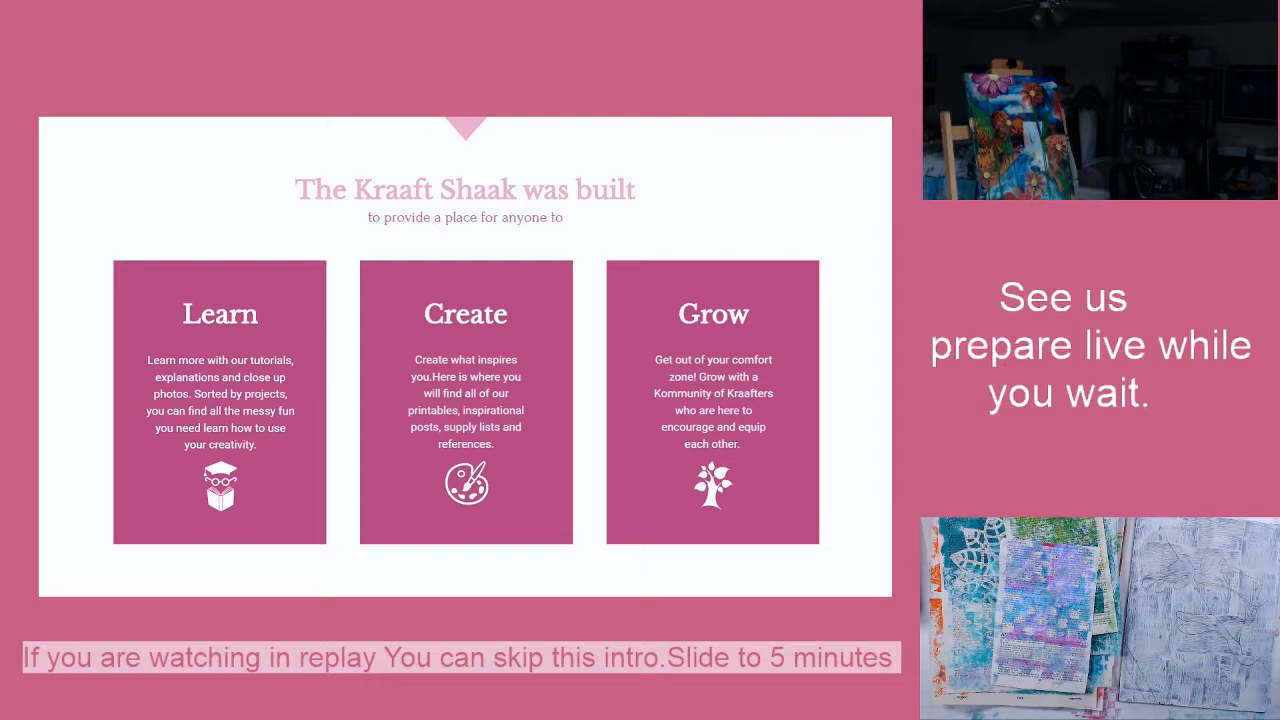 The Kraaft Shaak was built
to provide a place for anyone to
Learn
Learn more with our tutorials,
explanations and close up
photos. Sorted by projects,
you can find all the messy fun
you need learn how to use
your creativity.
Create
Create what inspires
you.Here is where you
will find all of our
printables, inspirational
posts, supply lists and
references.
Grow
Get out of your comfort
zone! Grow with a
Kommunity of Kraafters
who are here to
encourage and equip
each other.
See us
prepare live while
you wait.
If you are watching in replay You can skip this intro.Slide to 5 minutes